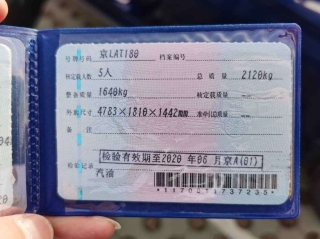 号牌号码 京LAT180 档案编号
核定载人数 5人 总质量 2120kg
整备质量 1640kg 核定载质量
外廓尺寸 4783×1810×1442mm 准牵引总质量
备注
检验有效期至2020年06月京A(01)
检验记录
汽油